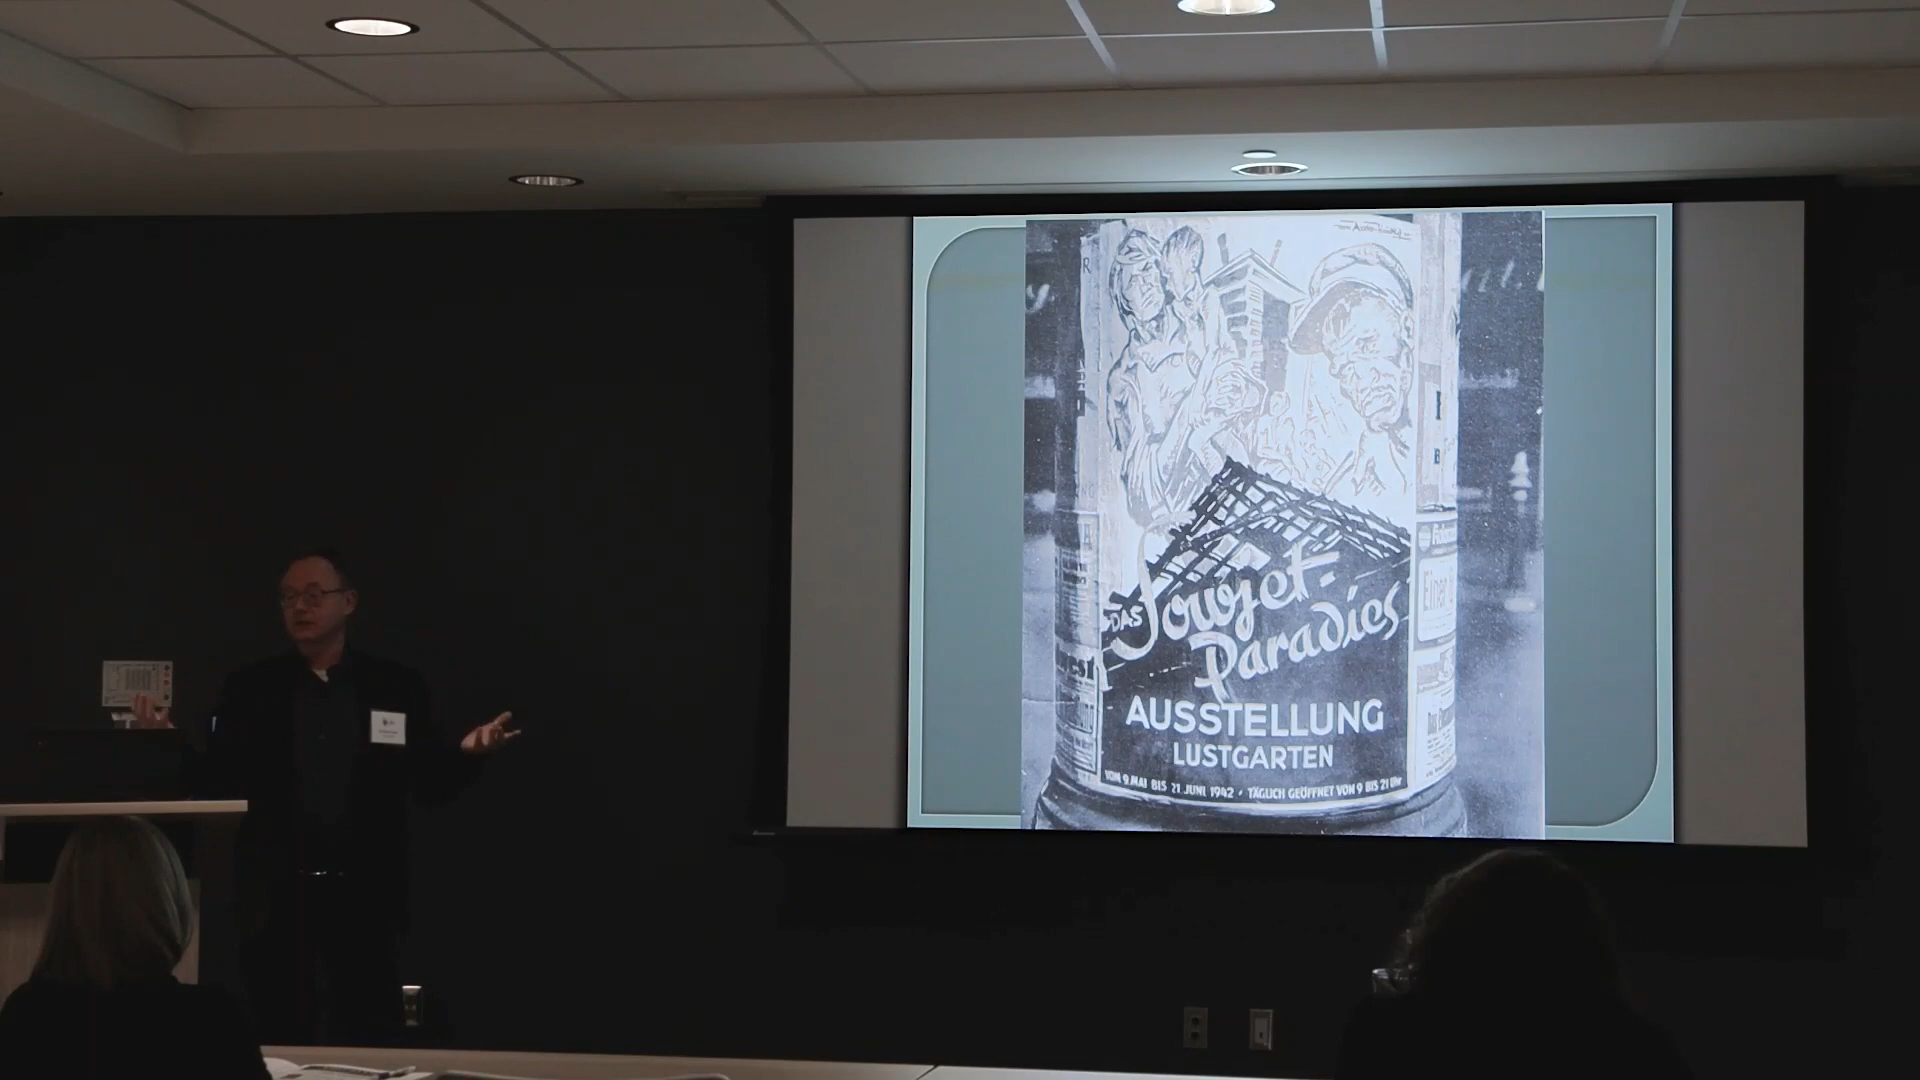 DAS Sowjet-
Paradies
AUSSTELLUNG
LUSTGARTEN
VOM 9 MAI BIS 21 JUNI 1942 · TÄGLICH GEÖFFNET VON 9 BIS 21 Uhr